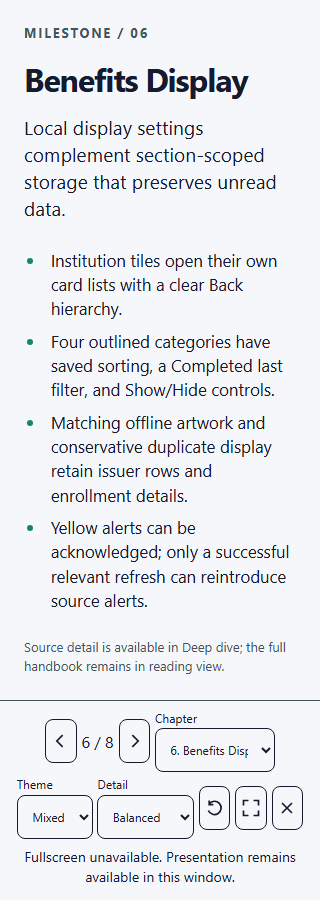 MILESTONE / 06
Benefits Display
Local display settings
complement section-scoped
storage that preserves unread
data.
Institution tiles open their own
card lists with a clear Back
hierarchy.
Four outlined categories have
saved sorting, a Completed last
filter, and Show/Hide controls.
Matching offline artwork and
conservative duplicate display
retain issuer rows and
enrollment details.
Yellow alerts can be
acknowledged; only a successful
relevant refresh can reintroduce
source alerts.
Source detail is available in Deep dive; the full
handbook remains in reading view.
Chapter
6 / 8
6. Benefits Disp
Theme
Detail
Mixed
Balanced
Fullscreen unavailable. Presentation remains
available in this window.